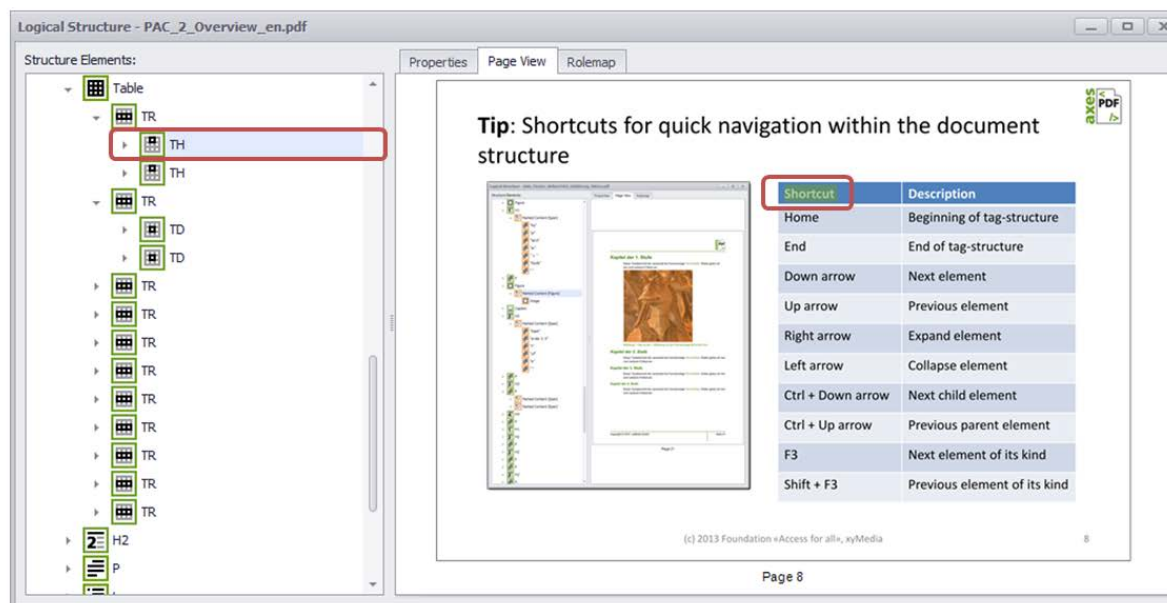 Logical Structure - PAC_2_Overview_en.pdf
Structure Elements:
Table
TR
TH
TH
TR
TD
TD
TR
TR
TR
TR
TR
TR
TR
TR
TR
H2
P
Properties Page View Rolemap
axes PDF </>
Tip: Shortcuts for quick navigation within the document
structure
Shortcut Description
Home Beginning of tag-structure
End End of tag-structure
Down arrow Next element
Up arrow Previous element
Right arrow Expand element
Left arrow Collapse element
Ctrl + Down arrow Next child element
Ctrl + Up arrow Previous parent element
F3 Next element of its kind
Shift + F3 Previous element of its kind
(c) 2013 Foundation «Access for all», xyMedia 8
Page 8